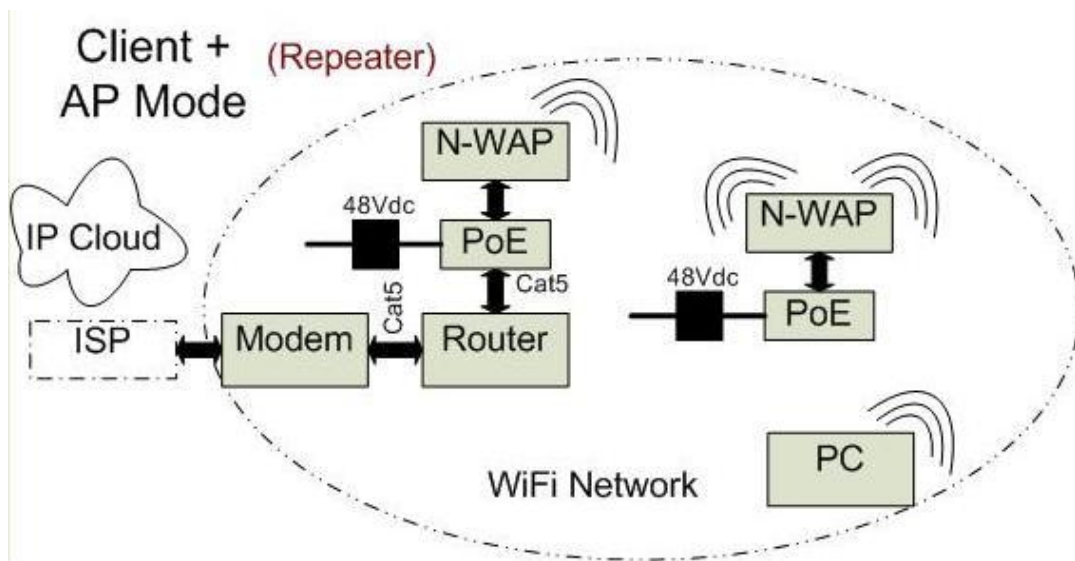 Client +
AP Mode
(Repeater)
N-WAP
48Vdc
PoE
Cat5
IP Cloud
ISP
Modem
Cat5
Router
N-WAP
48Vdc
PoE
PC
WiFi Network